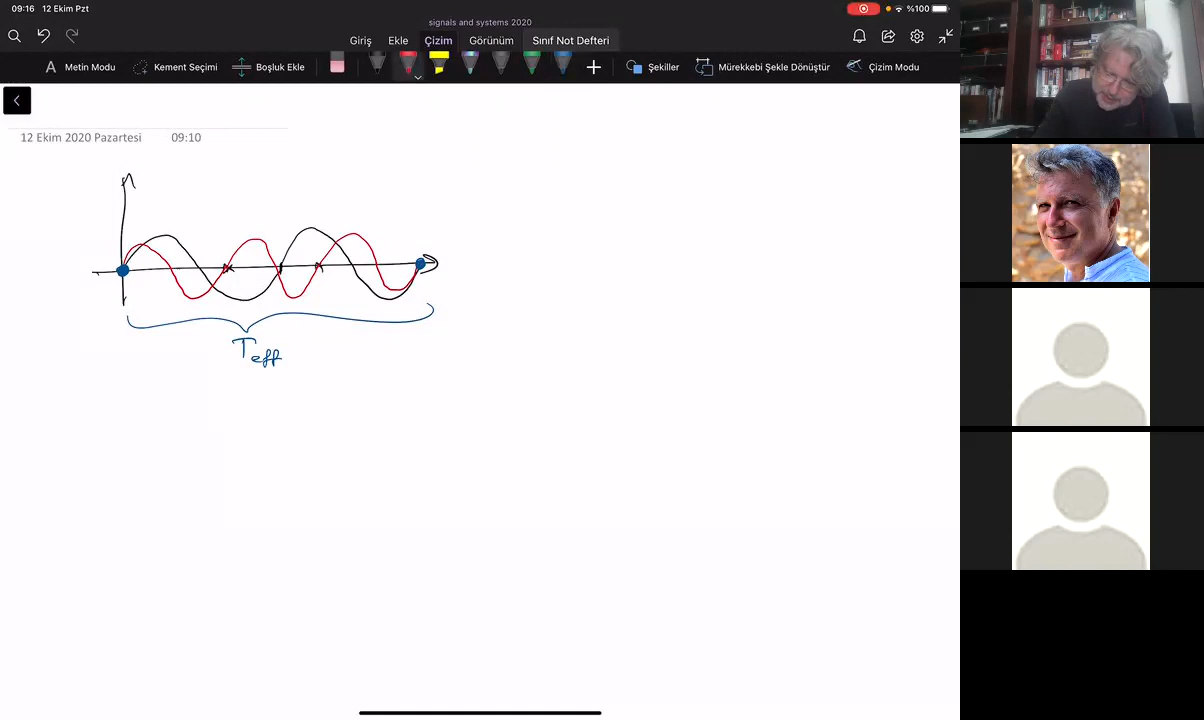 09:16 12 Ekim Pzt
%100
signals and systems 2020
Giriş Ekle Çizim Görünüm Sınıf Not Defteri
A Metin Modu Kement Seçimi Boşluk Ekle Şekiller Mürekkebi Şekle Dönüştür Çizim Modu
12 Ekim 2020 Pazartesi 09:10
Teff